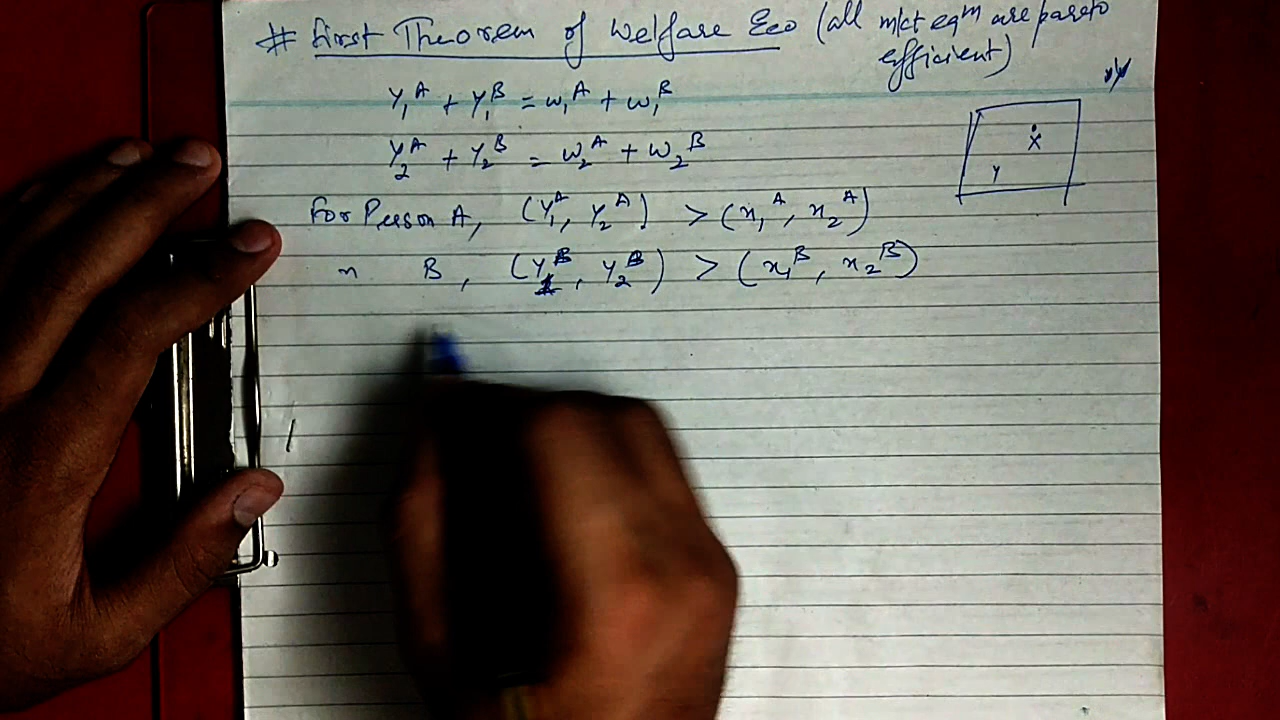 # First Theorem of Welfare Eco (all mkt eqᵐ are pareto
efficient)
Y₁ᴬ + Y₁ᴮ = w₁ᴬ + w₁ᴮ
Y₂ᴬ + Y₂ᴮ = w₂ᴬ + w₂ᴮ
X
Y
For Person A, (Y₁ᴬ, Y₂ᴬ) > (x₁ᴬ, x₂ᴬ)
" B, (Y₁ᴮ, Y₂ᴮ) > (x₁ᴮ, x₂ᴮ)